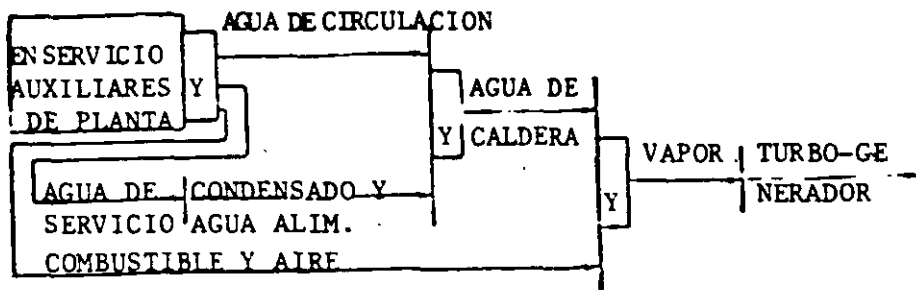 AGUA DE CIRCULACION
EN SERVICIO
AUXILIARES
DE PLANTA
Y
AGUA DE
CALDERA
Y
VAPOR
TURBO-GE
NERADOR
Y
AGUA DE
SERVICIO
CONDENSADO Y
AGUA ALIM.
COMBUSTIBLE Y AIRE